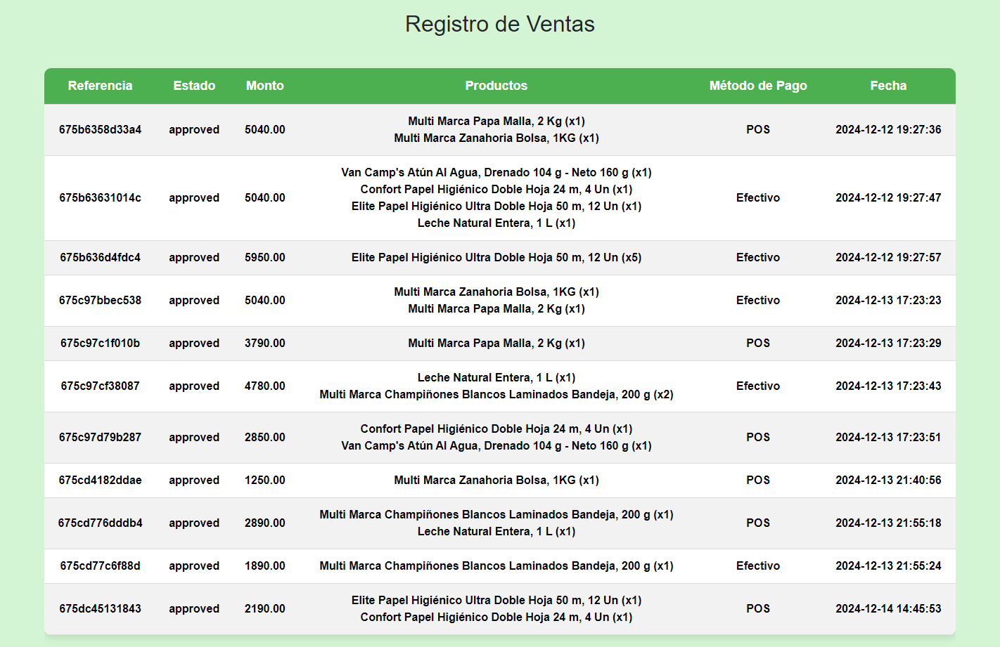 Registro de Ventas
Referencia Estado Monto Productos Método de Pago Fecha
675b6358d33a4 approved 5040.00 Multi Marca Papa Malla, 2 Kg (x1)
Multi Marca Zanahoria Bolsa, 1KG (x1) POS 2024-12-12 19:27:36
675b63631014c approved 5040.00 Van Camp's Atún Al Agua, Drenado 104 g - Neto 160 g (x1)
Confort Papel Higiénico Doble Hoja 24 m, 4 Un (x1)
Elite Papel Higiénico Ultra Doble Hoja 50 m, 12 Un (x1)
Leche Natural Entera, 1 L (x1) Efectivo 2024-12-12 19:27:47
675b636d4fdc4 approved 5950.00 Elite Papel Higiénico Ultra Doble Hoja 50 m, 12 Un (x5) Efectivo 2024-12-12 19:27:57
675c97bbec538 approved 5040.00 Multi Marca Zanahoria Bolsa, 1KG (x1)
Multi Marca Papa Malla, 2 Kg (x1) Efectivo 2024-12-13 17:23:23
675c97c1f010b approved 3790.00 Multi Marca Papa Malla, 2 Kg (x1) POS 2024-12-13 17:23:29
675c97cf38087 approved 4780.00 Leche Natural Entera, 1 L (x1)
Multi Marca Champiñones Blancos Laminados Bandeja, 200 g (x2) Efectivo 2024-12-13 17:23:43
675c97d79b287 approved 2850.00 Confort Papel Higiénico Doble Hoja 24 m, 4 Un (x1)
Van Camp's Atún Al Agua, Drenado 104 g - Neto 160 g (x1) POS 2024-12-13 17:23:51
675cd4182ddae approved 1250.00 Multi Marca Zanahoria Bolsa, 1KG (x1) POS 2024-12-13 21:40:56
675cd776dddb4 approved 2890.00 Multi Marca Champiñones Blancos Laminados Bandeja, 200 g (x1)
Leche Natural Entera, 1 L (x1) POS 2024-12-13 21:55:18
675cd77c6f88d approved 1890.00 Multi Marca Champiñones Blancos Laminados Bandeja, 200 g (x1) Efectivo 2024-12-13 21:55:24
675dc45131843 approved 2190.00 Elite Papel Higiénico Ultra Doble Hoja 50 m, 12 Un (x1)
Confort Papel Higiénico Doble Hoja 24 m, 4 Un (x1) POS 2024-12-14 14:45:53